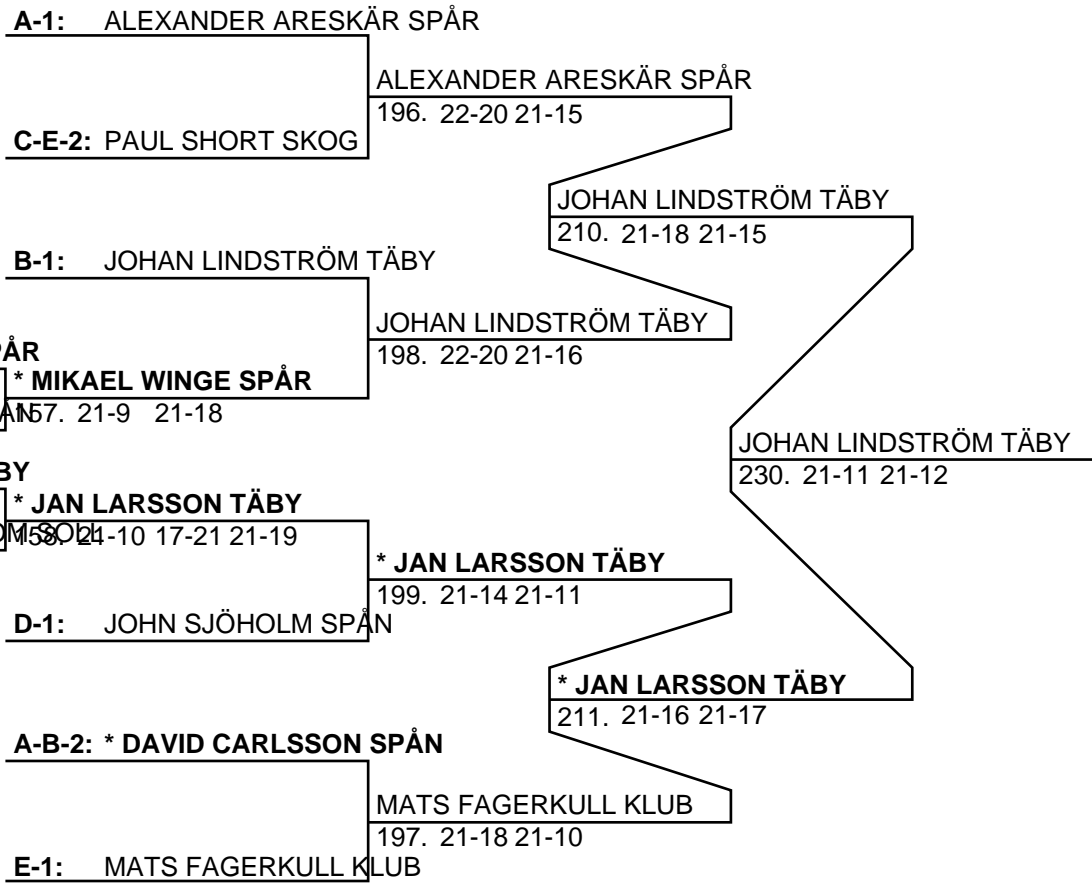 A-1: ALEXANDER ARESKÄR SPÅR
ALEXANDER ARESKÄR SPÅR
196. 22-20 21-15
C-E-2: PAUL SHORT SKOG
JOHAN LINDSTRÖM TÄBY
210. 21-18 21-15
B-1: JOHAN LINDSTRÖM TÄBY
JOHAN LINDSTRÖM TÄBY
198. 22-20 21-16
* MIKAEL WINGE SPÅR
157. 21-9 21-18
JOHAN LINDSTRÖM TÄBY
230. 21-11 21-12
* JAN LARSSON TÄBY
158. 21-10 17-21 21-19
* JAN LARSSON TÄBY
199. 21-14 21-11
D-1: JOHN SJÖHOLM SPÅN
* JAN LARSSON TÄBY
211. 21-16 21-17
A-B-2: * DAVID CARLSSON SPÅN
MATS FAGERKULL KLUB
197. 21-18 21-10
E-1: MATS FAGERKULL KLUB